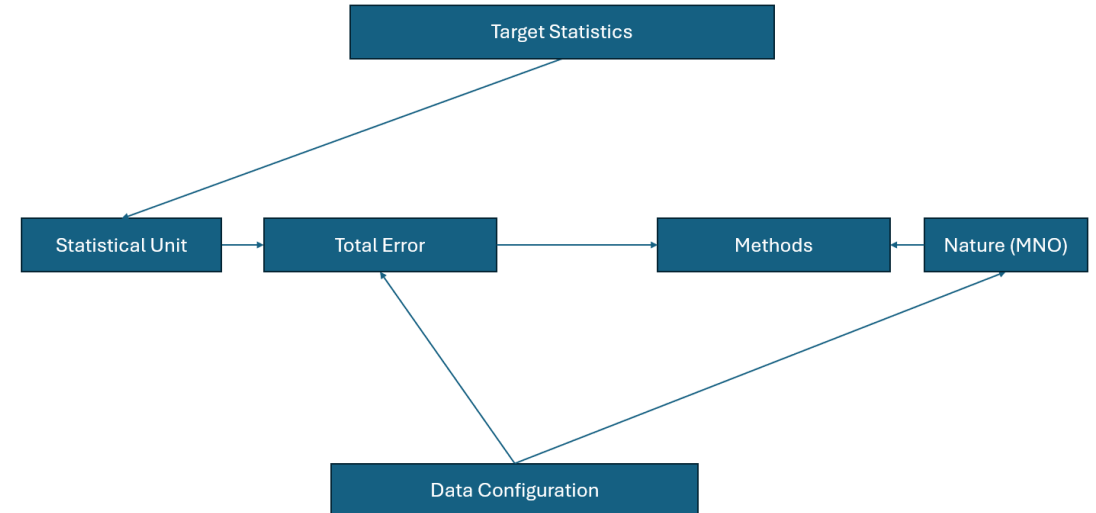 Target Statistics
Statistical Unit
Total Error
Methods
Nature (MNO)
Data Configuration